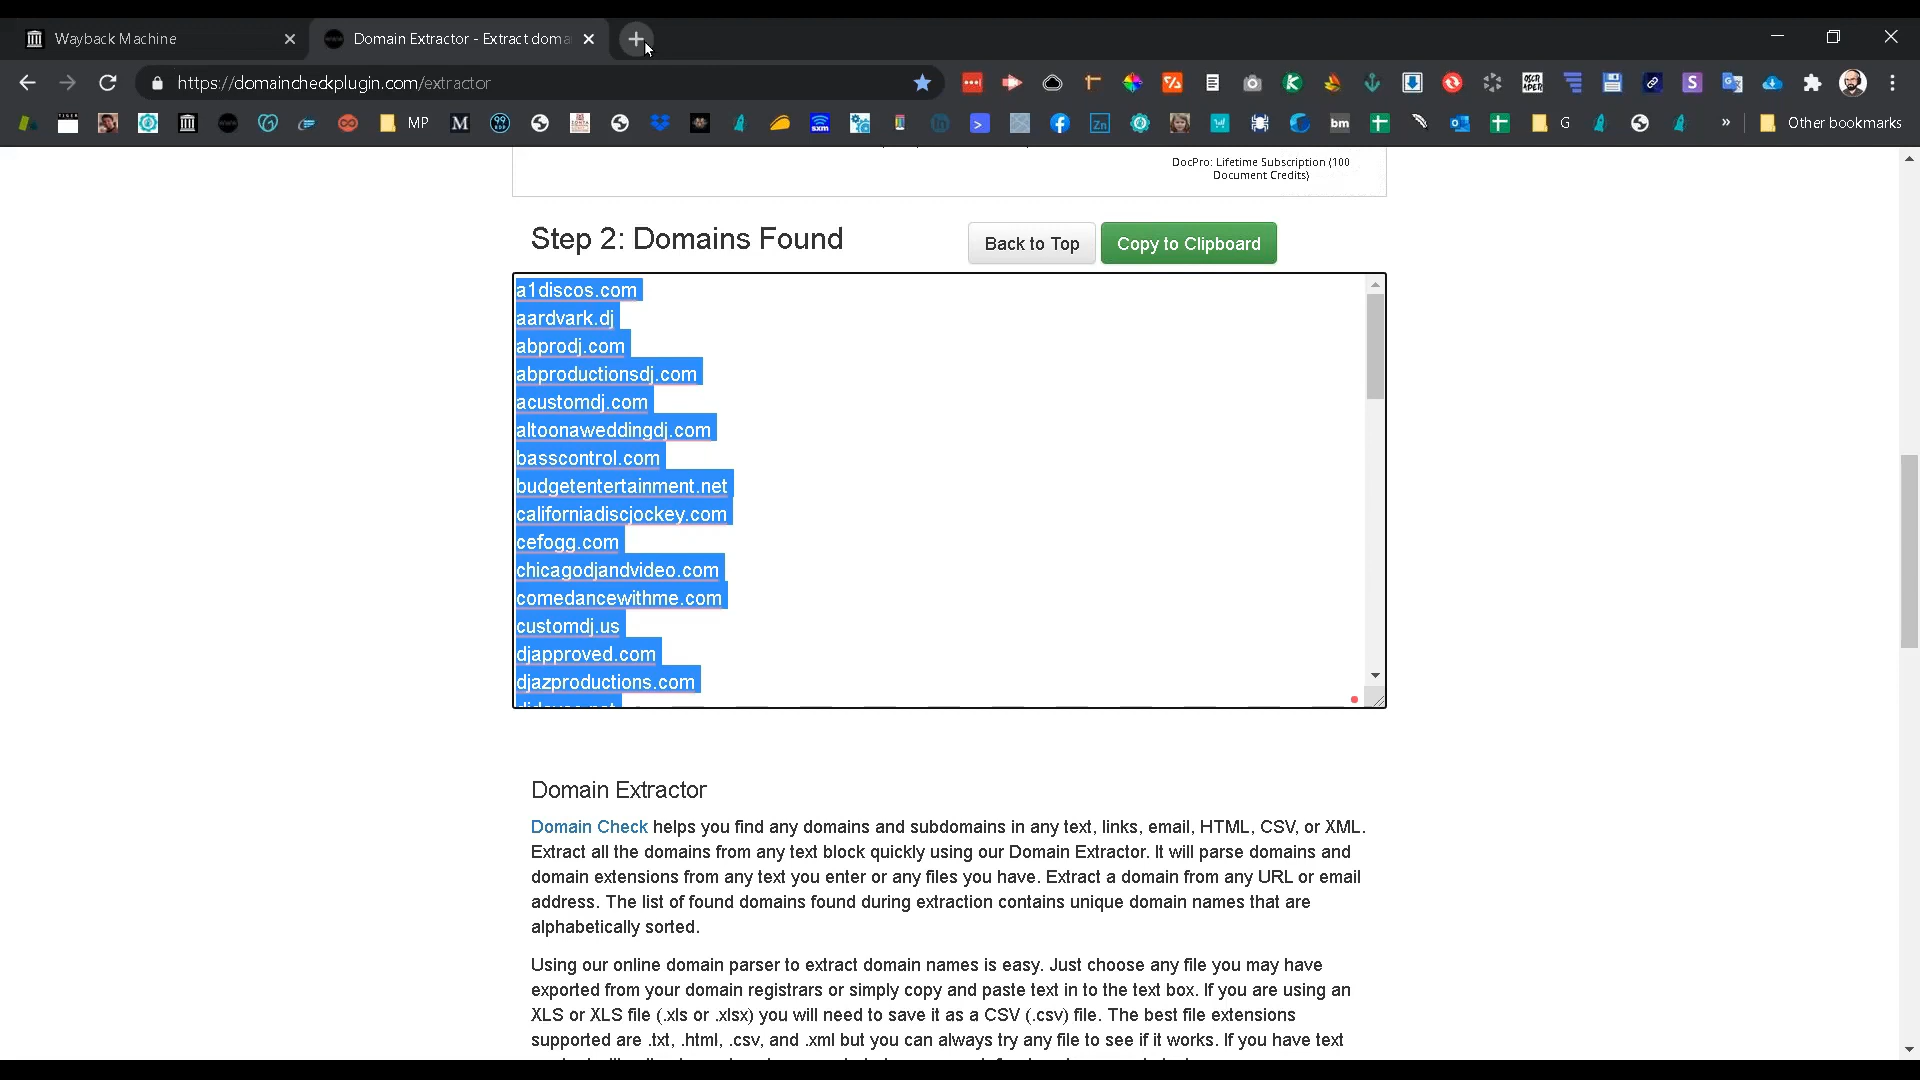 Wayback Machine
Domain Extractor - Extract doma
https://domaincheckplugin.com/extractor
MP
G
Other bookmarks
DocPro: Lifetime Subscription (100
Document Credits)
Step 2: Domains Found
Back to Top
Copy to Clipboard
a1discos.com
aardvark.dj
abprodj.com
abproductionsdj.com
acustomdj.com
altoonaweddingdj.com
basscontrol.com
budgetentertainment.net
californiadiscjockey.com
cefogg.com
chicagodjandvideo.com
comedancewithme.com
customdj.us
djapproved.com
djazproductions.com
Domain Extractor
Domain Check helps you find any domains and subdomains in any text, links, email, HTML, CSV, or XML.
Extract all the domains from any text block quickly using our Domain Extractor. It will parse domains and
domain extensions from any text you enter or any files you have. Extract a domain from any URL or email
address. The list of found domains found during extraction contains unique domain names that are
alphabetically sorted.
Using our online domain parser to extract domain names is easy. Just choose any file you may have
exported from your domain registrars or simply copy and paste text in to the text box. If you are using an
XLS or XLS file (.xls or .xlsx) you will need to save it as a CSV (.csv) file. The best file extensions
supported are .txt, .html, .csv, and .xml but you can always try any file to see if it works. If you have text